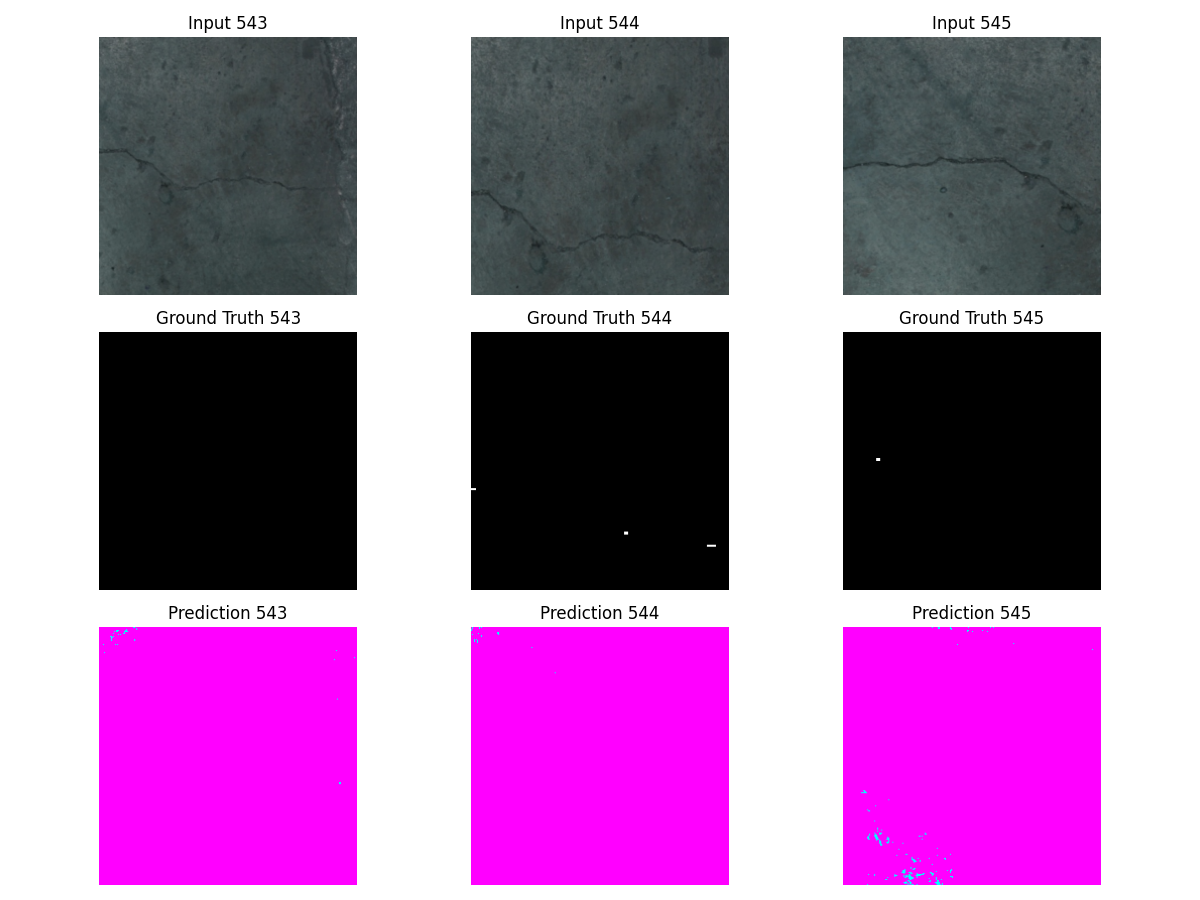 Input 543
Input 544
Input 545
Ground Truth 543
Ground Truth 544
Ground Truth 545
Prediction 543
Prediction 544
Prediction 545